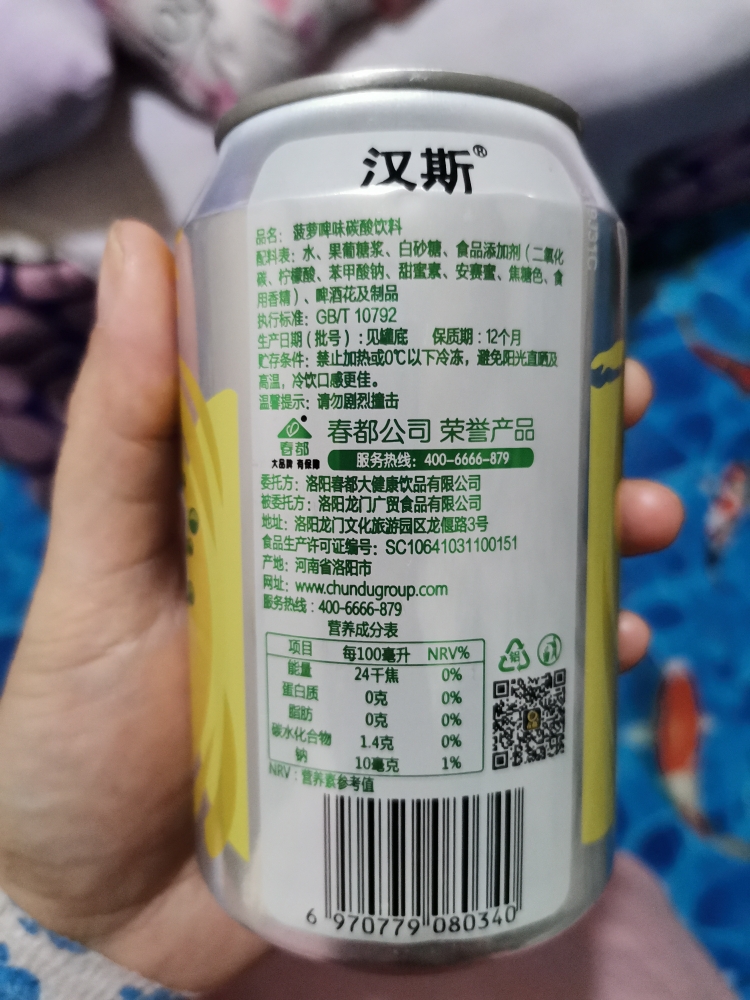 汉斯®
品名：菠萝啤味碳酸饮料
配料表：水、果葡糖浆、白砂糖、食品添加剂（二氧化
碳、柠檬酸、苯甲酸钠、甜蜜素、安赛蜜、焦糖色、食
用香精）、啤酒花及制品
执行标准：GB/T 10792
生产日期（批号）:见罐底 保质期:12个月
贮存条件：禁止加热或0℃以下冷冻，避免阳光直晒及
高温，冷饮口感更佳。
温馨提示：请勿剧烈撞击
春都
大品牌 有保障
春都公司 荣誉产品
服务热线：400-6666-879
委托方：洛阳春都大健康饮品有限公司
被委托方：洛阳龙门广贸食品有限公司
地址：洛阳龙门文化旅游园区龙偃路3号
食品生产许可证编号：SC10641031100151
产地：河南省洛阳市
网址：www.chundugroup.com
服务热线：400-6666-879
营养成分表
项目 每100毫升 NRV%
能量 24千焦 0%
蛋白质 0克 0%
脂肪 0克 0%
碳水化合物 1.4克 0%
钠 10毫克 1%
NRV：营养素参考值
铝
6 970779 080340